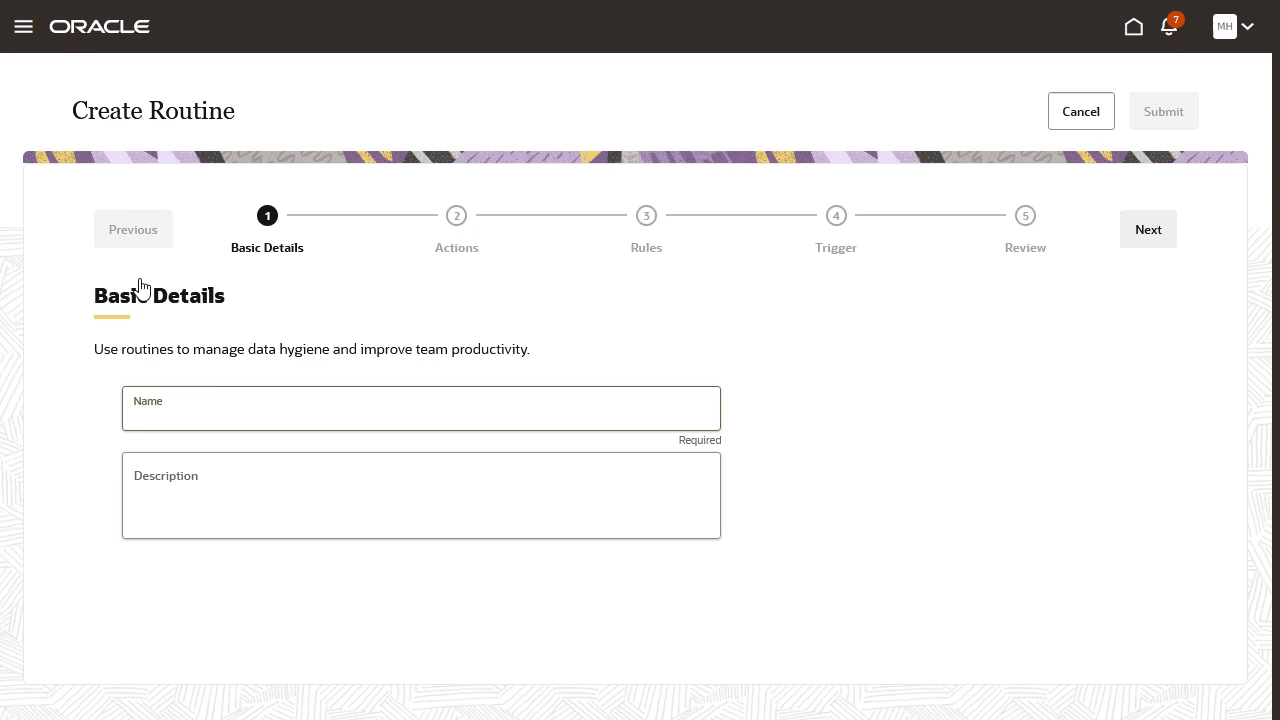 ORACLE
7
MH
Create Routine
Cancel
Submit
Previous
1
2
3
4
5
Basic Details
Actions
Rules
Trigger
Review
Next
Basic Details
Use routines to manage data hygiene and improve team productivity.
Name
Required
Description